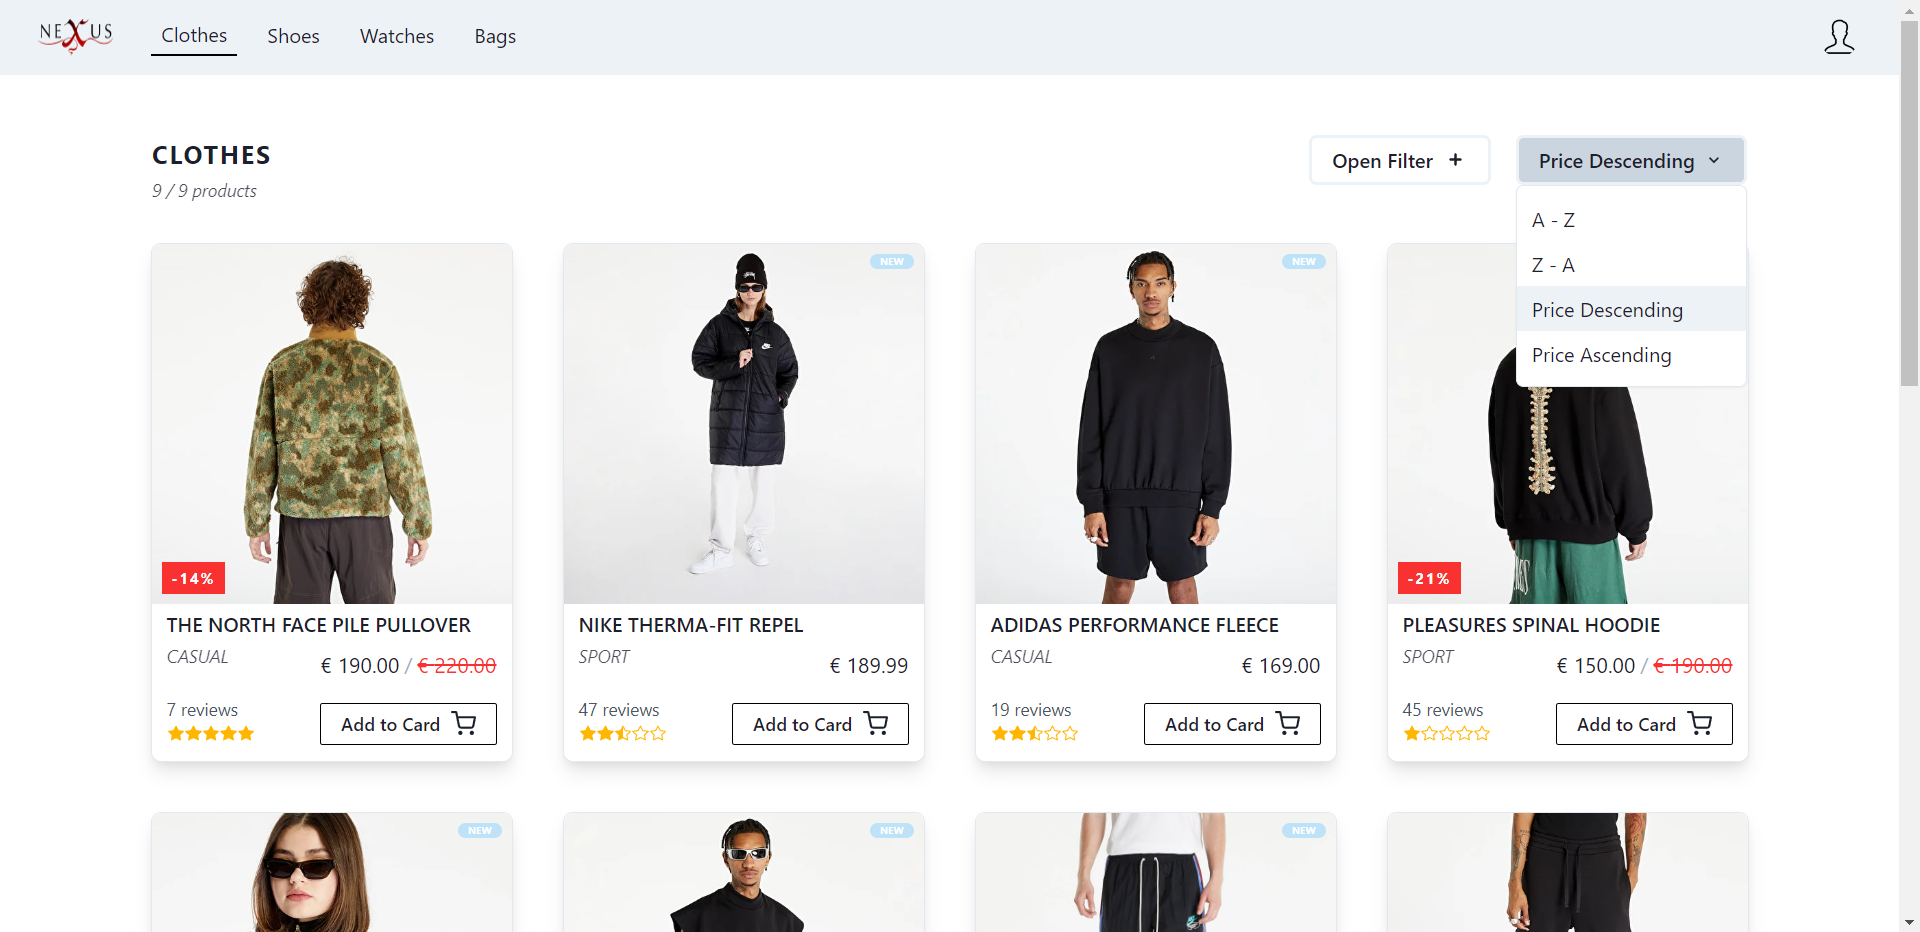 NEXUS
Clothes
Shoes
Watches
Bags
CLOTHES
9 / 9 products
Open Filter +
Price Descending
A - Z
Z - A
Price Descending
Price Ascending
-14%
THE NORTH FACE PILE PULLOVER
CASUAL
€ 190.00 / € 220.00
7 reviews
Add to Card
NEW
NIKE THERMA-FIT REPEL
SPORT
€ 189.99
47 reviews
Add to Card
NEW
ADIDAS PERFORMANCE FLEECE
CASUAL
€ 169.00
19 reviews
Add to Card
-21%
PLEASURES SPINAL HOODIE
SPORT
€ 150.00 / € 190.00
45 reviews
Add to Card
NEW
NEW
NEW